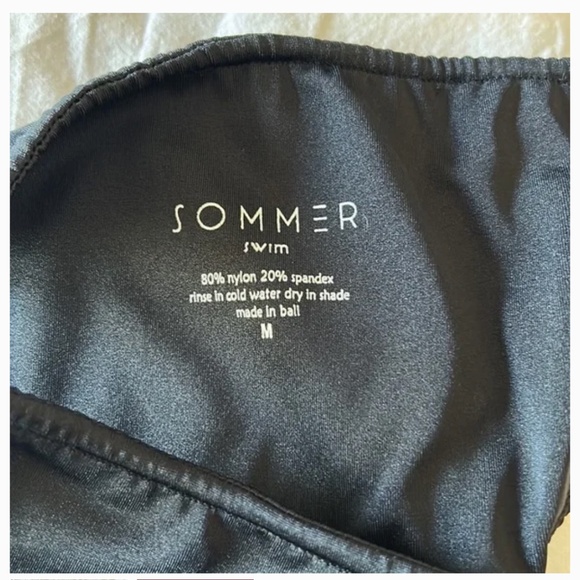 SOMMER
swim
80% nylon 20% spandex
rinse in cold water dry in shade
made in bali
M